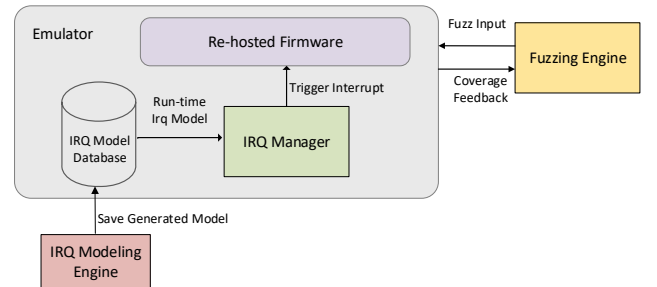 Emulator
Re-hosted Firmware
Fuzz Input
Fuzzing Engine
Coverage
Feedback
Trigger Interrupt
Run-time
Irq Model
IRQ Model
Database
IRQ Manager
Save Generated Model
IRQ Modeling
Engine